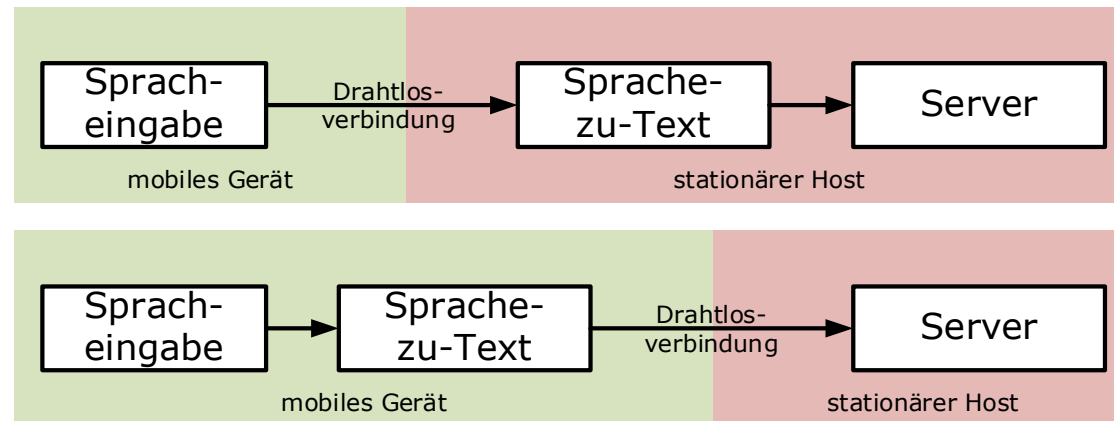 Sprach-
eingabe
Drahtlos-
verbindung
Sprache-
zu-Text
Server
mobiles Gerät
stationärer Host
Sprach-
eingabe
Sprache-
zu-Text
Drahtlos-
verbindung
Server
mobiles Gerät
stationärer Host